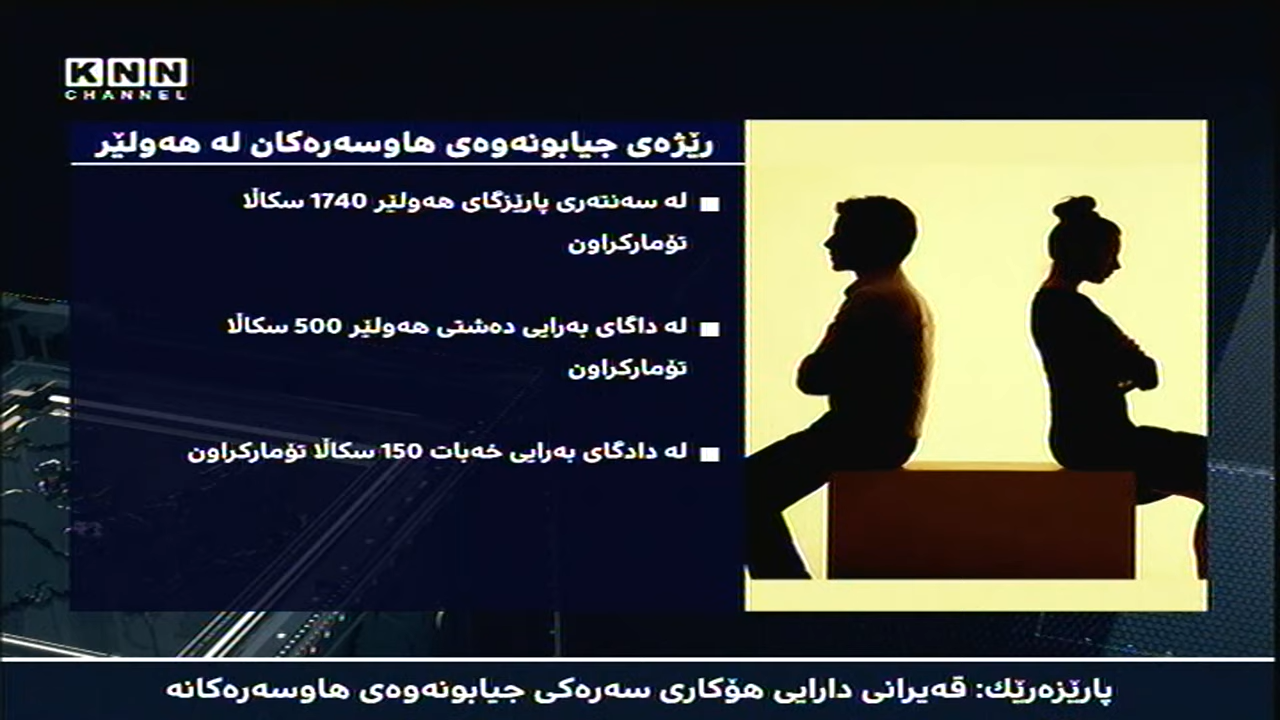 KNN
CHANNEL
رێژەی جیابونەوەی هاوسەرەکان لە هەولێر
لە سەنتەری پارێزگای هەولێر 1740 سکاڵا
تۆمارکراون
لە داگای بەرایی دەشتی هەولێر 500 سکاڵا
تۆمارکراون
لە دادگای بەرایی خەبات 150 سکاڵا تۆمارکراون
پارێزەرێك: قەیرانی دارایی هۆکاری سەرەکی جیابونەوەی هاوسەرەکانە